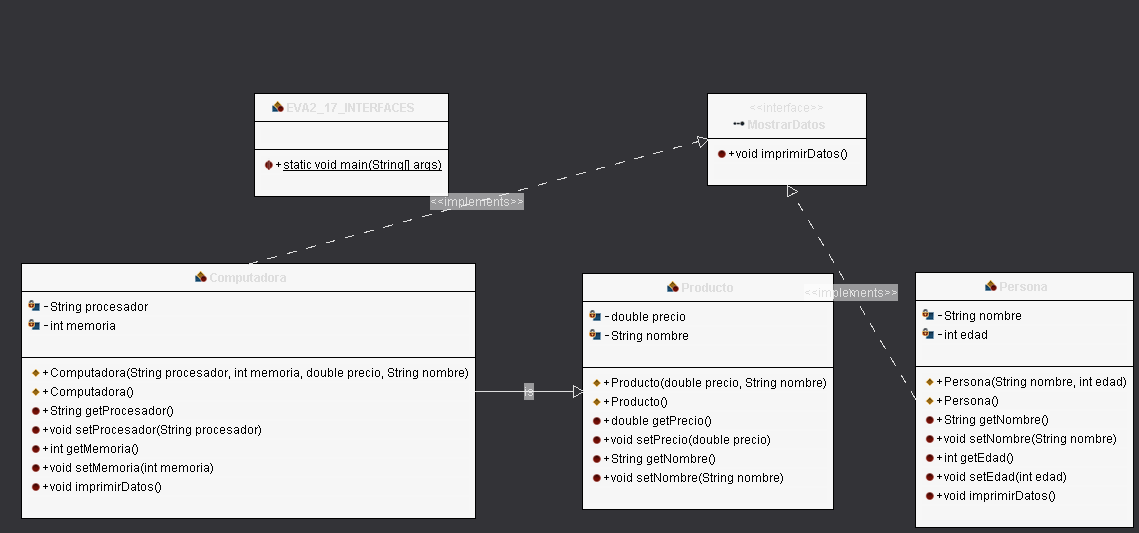 EVA2_17_INTERFACES
+static void main(String[] args)
<<interface>>
MostrarDatos
+void imprimirDatos()
<<implements>>
Computadora
-String procesador
-int memoria
+Computadora(String procesador, int memoria, double precio, String nombre)
+Computadora()
+String getProcesador()
+void setProcesador(String procesador)
+int getMemoria()
+void setMemoria(int memoria)
+void imprimirDatos()
Producto
-double precio
-String nombre
+Producto(double precio, String nombre)
+Producto()
+double getPrecio()
+void setPrecio(double precio)
+String getNombre()
+void setNombre(String nombre)
<<implements>>
Persona
-String nombre
-int edad
+Persona(String nombre, int edad)
+Persona()
+String getNombre()
+void setNombre(String nombre)
+int getEdad()
+void setEdad(int edad)
+void imprimirDatos()